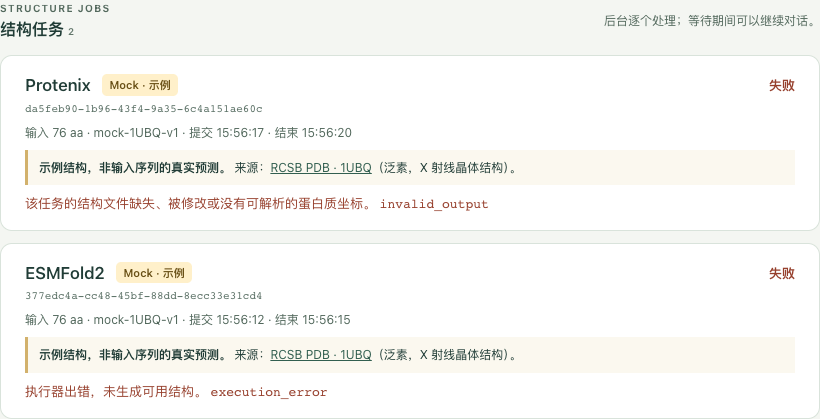 STRUCTURE JOBS
结构任务 2
后台逐个处理；等待期间可以继续对话。
Protenix Mock · 示例 失败
da5feb90-1b96-43f4-9a35-6c4a151ae60c
输入 76 aa · mock-1UBQ-v1 · 提交 15:56:17 · 结束 15:56:20
示例结构，非输入序列的真实预测。 来源：RCSB PDB · 1UBQ（泛素，X 射线晶体结构）。
该任务的结构文件缺失、被修改或没有可解析的蛋白质坐标。 invalid_output
ESMFold2 Mock · 示例 失败
377edc4a-cc48-45bf-88dd-8ecc33e31cd4
输入 76 aa · mock-1UBQ-v1 · 提交 15:56:12 · 结束 15:56:15
示例结构，非输入序列的真实预测。 来源：RCSB PDB · 1UBQ（泛素，X 射线晶体结构）。
执行器出错，未生成可用结构。 execution_error